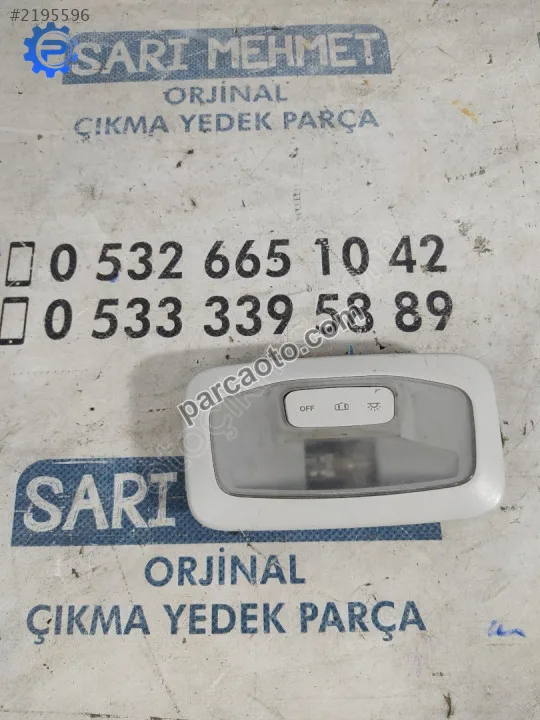 #2195596
SARI MEHMET
ORJİNAL
ÇIKMA YEDEK PARÇA
0 532 665 10 42
0 533 339 58 89
parcaoto.com
OFF
SARI
ORJİNAL
ÇIKMA YEDEK PARÇA